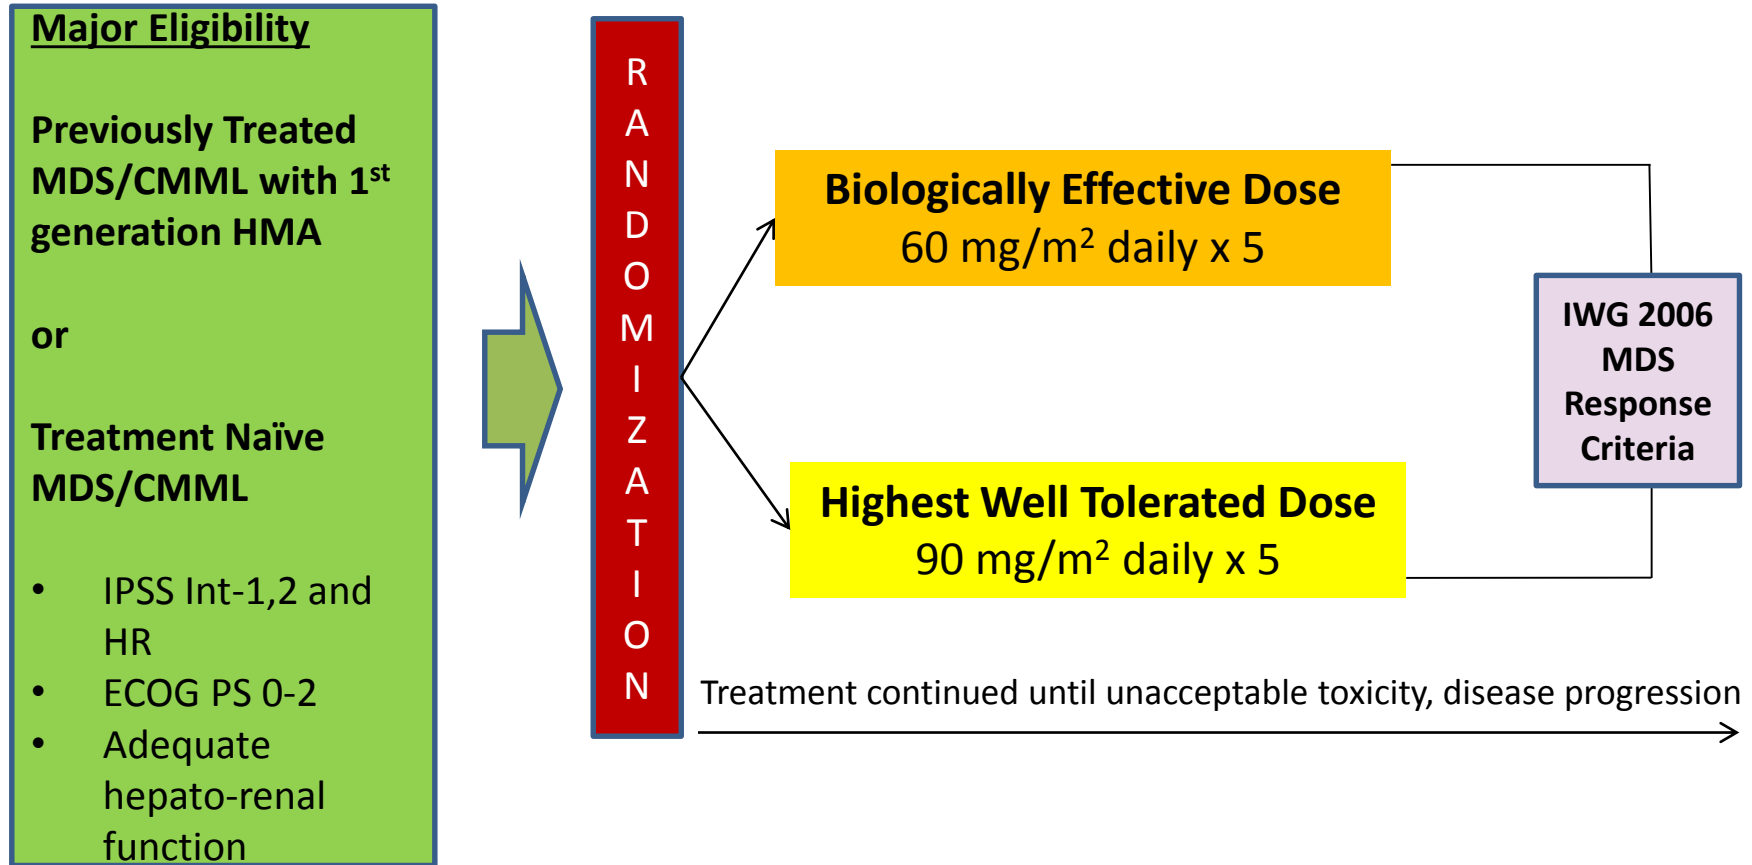 Major Eligibility
Previously Treated
MDS/CMML with 1st
generation HMA
or
Treatment Naïve
MDS/CMML
• IPSS Int-1,2 and
HR
• ECOG PS 0-2
• Adequate
hepato-renal
function
R
A
N
D
O
M
I
Z
A
T
I
O
N
Biologically Effective Dose
60 mg/m² daily x 5
Highest Well Tolerated Dose
90 mg/m² daily x 5
IWG 2006
MDS
Response
Criteria
Treatment continued until unacceptable toxicity, disease progression